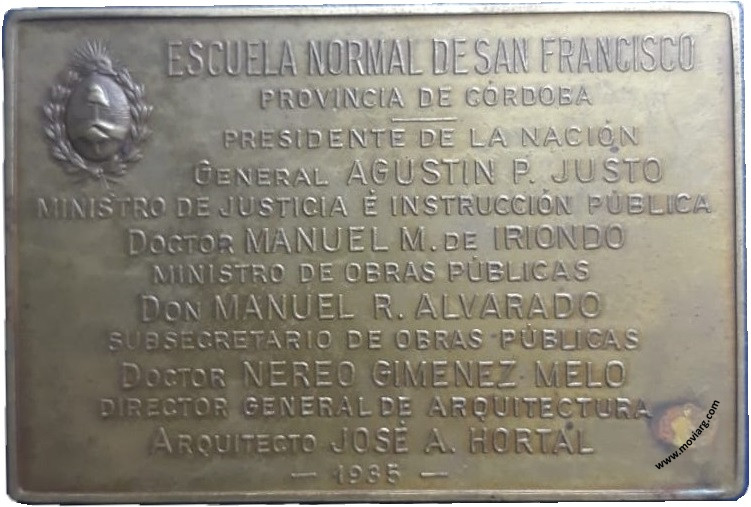 ESCUELA NORMAL DE SAN FRANCISCO
PROVINCIA DE CÓRDOBA
PRESIDENTE DE LA NACIÓN
GENERAL AGUSTIN P. JUSTO
MINISTRO DE JUSTICIA É INSTRUCCIÓN PÚBLICA
DOCTOR MANUEL M. DE IRIONDO
MINISTRO DE OBRAS PÚBLICAS
DON MANUEL R. ALVARADO
SUBSECRETARIO DE OBRAS PÚBLICAS
DOCTOR NEREO GIMENEZ MELO
DIRECTOR GENERAL DE ARQUITECTURA
ARQUITECTO JOSÉ A. HORTAL
— 1935 —
www.moviarg.com